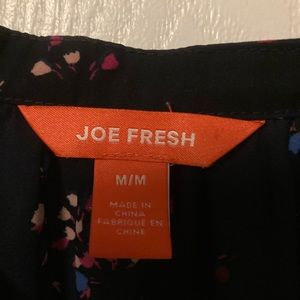 JOE FRESH
M/M
MADE IN
CHINA
FABRIQUÉ EN
CHINE